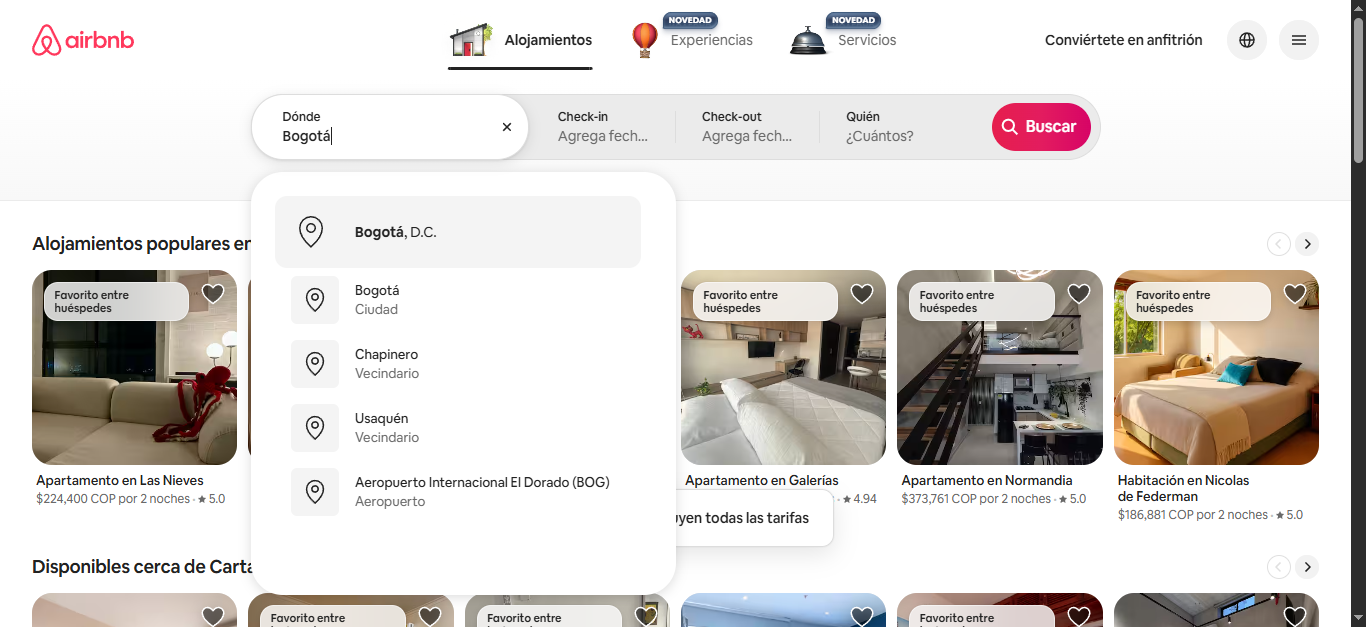 airbnb
Alojamientos
NOVEDAD
Experiencias
NOVEDAD
Servicios
Conviértete en anfitrión
Dónde
Bogotá
Check-in
Agrega fech...
Check-out
Agrega fech...
Quién
¿Cuántos?
Buscar
Bogotá, D.C.
Bogotá
Ciudad
Chapinero
Vecindario
Usaquén
Vecindario
Aeropuerto Internacional El Dorado (BOG)
Aeropuerto
Alojamientos populares en
Favorito entre
huéspedes
Apartamento en Las Nieves
$224,400 COP por 2 noches · ★ 5.0
Favorito entre
huéspedes
Apartamento en Galerías
· ★ 4.94
Favorito entre
huéspedes
Apartamento en Normandia
$373,761 COP por 2 noches · ★ 5.0
Favorito entre
huéspedes
Habitación en Nicolas
de Federman
$186,881 COP por 2 noches · ★ 5.0
uyen todas las tarifas
Disponibles cerca de Carta
Favorito entre
Favorito entre
Favorito entre